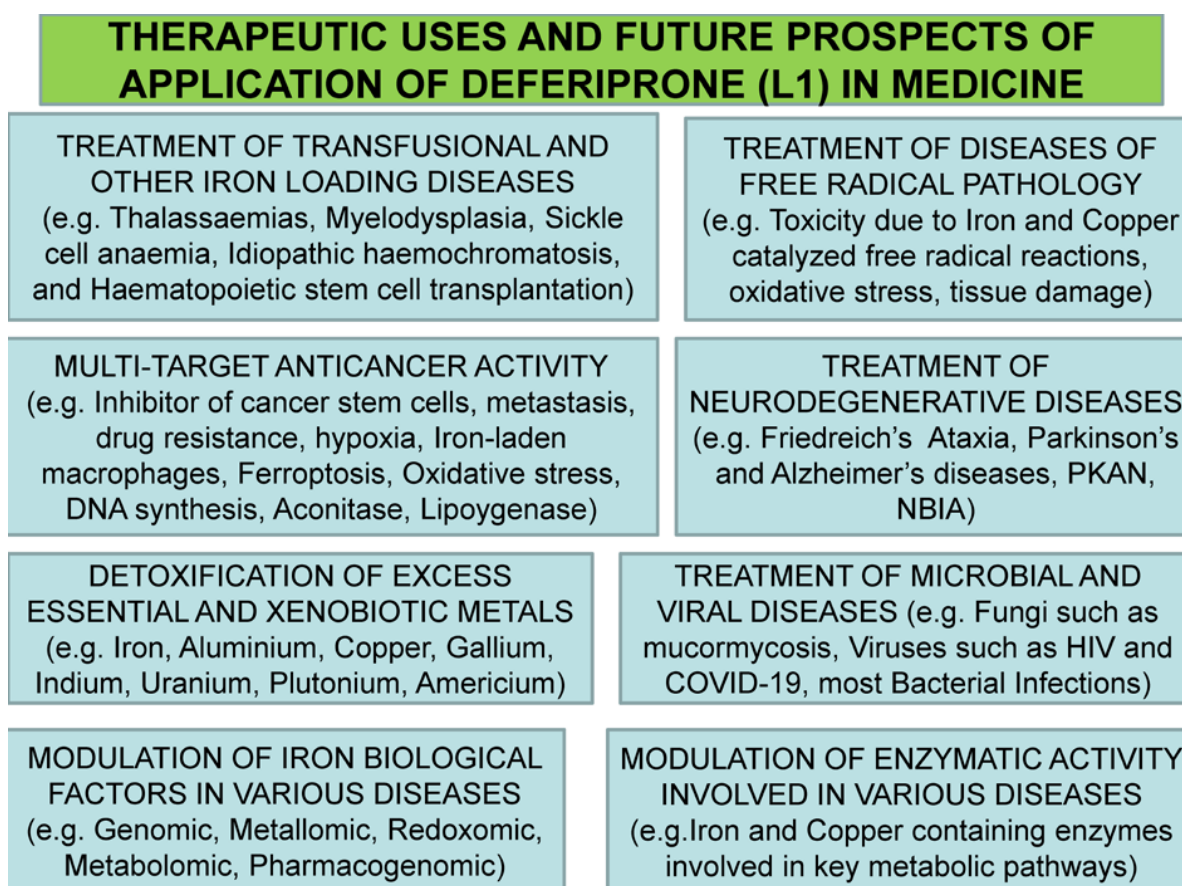 THERAPEUTIC USES AND FUTURE PROSPECTS OF
APPLICATION OF DEFERIPRONE (L1) IN MEDICINE
TREATMENT OF TRANSFUSIONAL AND
OTHER IRON LOADING DISEASES
(e.g. Thalassaemias, Myelodysplasia, Sickle
cell anaemia, Idiopathic haemochromatosis,
and Haematopoietic stem cell transplantation)
TREATMENT OF DISEASES OF
FREE RADICAL PATHOLOGY
(e.g. Toxicity due to Iron and Copper
catalyzed free radical reactions,
oxidative stress, tissue damage)
MULTI-TARGET ANTICANCER ACTIVITY
(e.g. Inhibitor of cancer stem cells, metastasis,
drug resistance, hypoxia, Iron-laden
macrophages, Ferroptosis, Oxidative stress,
DNA synthesis, Aconitase, Lipoygenase)
TREATMENT OF
NEURODEGENERATIVE DISEASES
(e.g. Friedreich's Ataxia, Parkinson's
and Alzheimer's diseases, PKAN,
NBIA)
DETOXIFICATION OF EXCESS
ESSENTIAL AND XENOBIOTIC METALS
(e.g. Iron, Aluminium, Copper, Gallium,
Indium, Uranium, Plutonium, Americium)
TREATMENT OF MICROBIAL AND
VIRAL DISEASES (e.g. Fungi such as
mucormycosis, Viruses such as HIV and
COVID-19, most Bacterial Infections)
MODULATION OF IRON BIOLOGICAL
FACTORS IN VARIOUS DISEASES
(e.g. Genomic, Metallomic, Redoxomic,
Metabolomic, Pharmacogenomic)
MODULATION OF ENZYMATIC ACTIVITY
INVOLVED IN VARIOUS DISEASES
(e.g.Iron and Copper containing enzymes
involved in key metabolic pathways)